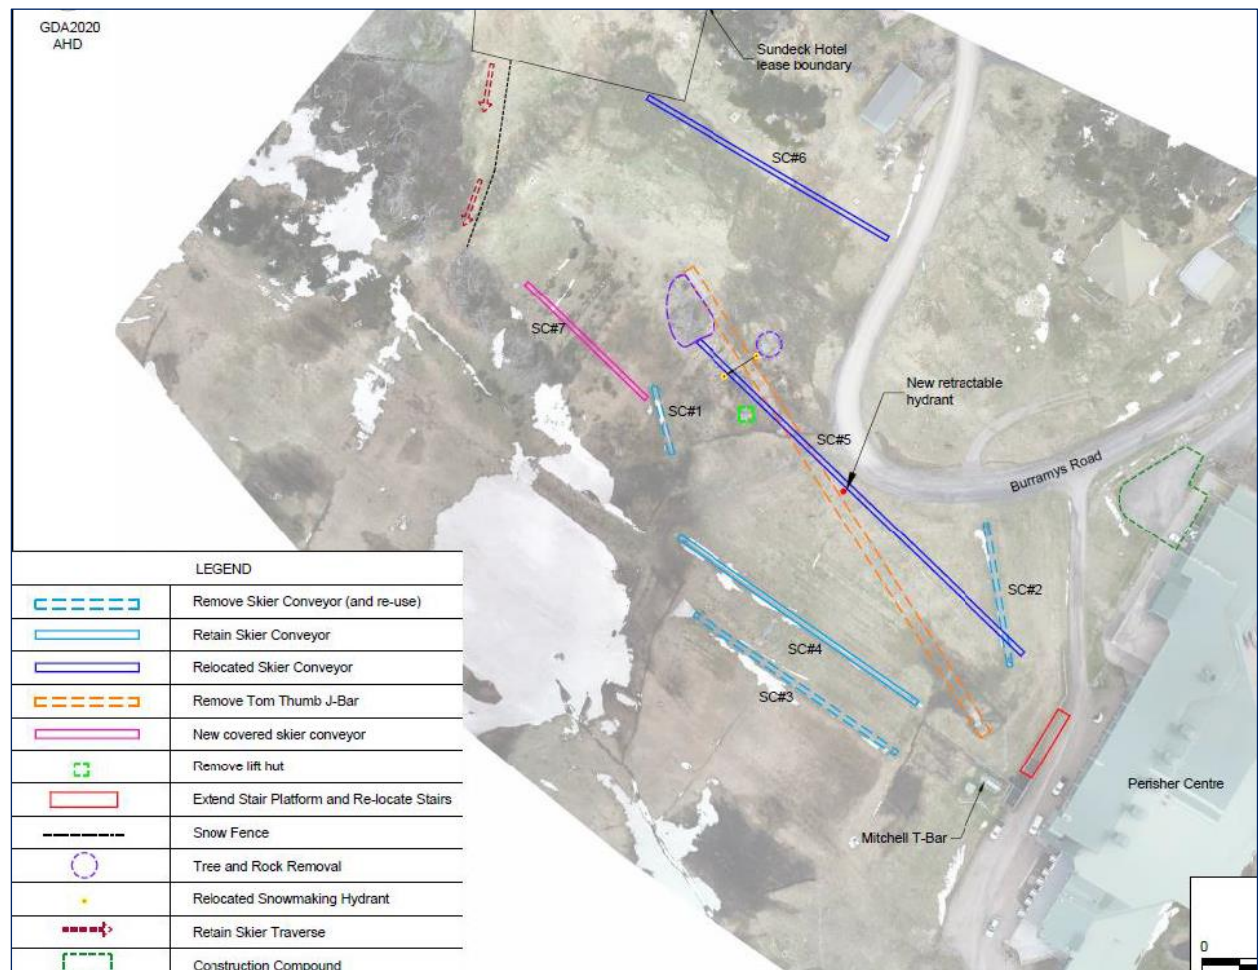 GDA2020
AHD
Sundeck Hotel
lease boundary
SC#6
SC#7
SC#1
New retractable
hydrant
SC#5
Burramys Road
SC#2
SC#4
SC#3
Perisher Centre
Mitchell T-Bar
LEGEND
Remove Skier Conveyor (and re-use)
Retain Skier Conveyor
Relocated Skier Conveyor
Remove Tom Thumb J-Bar
New covered skier conveyor
Remove lift hut
Extend Stair Platform and Re-locate Stairs
Snow Fence
Tree and Rock Removal
Relocated Snowmaking Hydrant
Retain Skier Traverse
Construction Compound
0